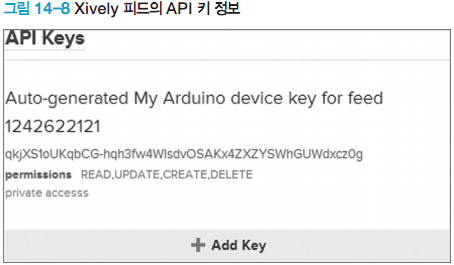 그림 14-8 Xively 피드의 API 키 정보
API Keys
Auto-generated My Arduino device key for feed
1242622121
qkjXS1oUKqbCG-hqh3fw4WlsdvOSAKx4ZXZYSWhGUWdxcz0g
permissions READ,UPDATE,CREATE,DELETE
private accesss
+ Add Key